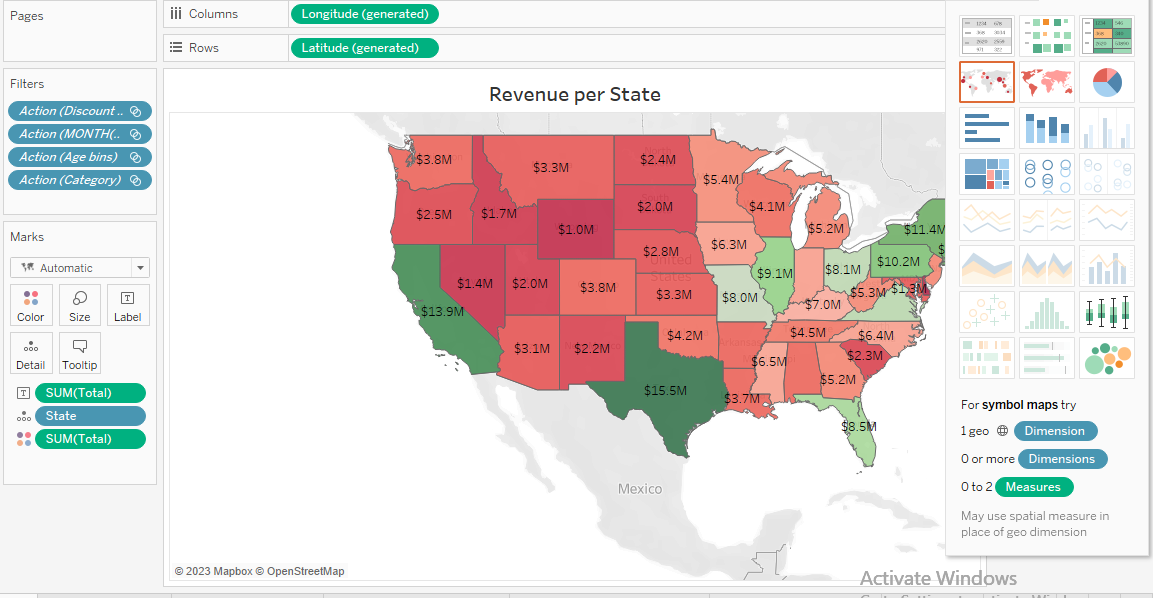 Pages
Columns
Longitude (generated)
Rows
Latitude (generated)
Filters
Action (Discount ..
Action (MONTH(..
Action (Age bins)
Action (Category)
Marks
Automatic
Color
Size
Label
Detail
Tooltip
SUM(Total)
State
SUM(Total)
Revenue per State
$3.8M
$3.3M
$2.4M
$5.4M
$2.5M
$1.7M
$1.0M
$2.0M
$4.1M
$5.2M
$11.4M
$2.8M
$6.3M
United
States
$10.2M
$1.4M
$2.0M
$3.8M
$3.3M
$8.0M
$9.1M
$8.1M
$7.0M
$5.3M
$1.3M
$13.9M
$3.1M
$2.2M
$4.2M
$4.5M
$6.4M
$6.5M
$2.3M
$5.2M
$15.5M
$3.7M
$8.5M
Mexico
© 2023 Mapbox © OpenStreetMap
For symbol maps try
1 geo Dimension
0 or more Dimensions
0 to 2 Measures
May use spatial measure in
place of geo dimension
Activate Windows